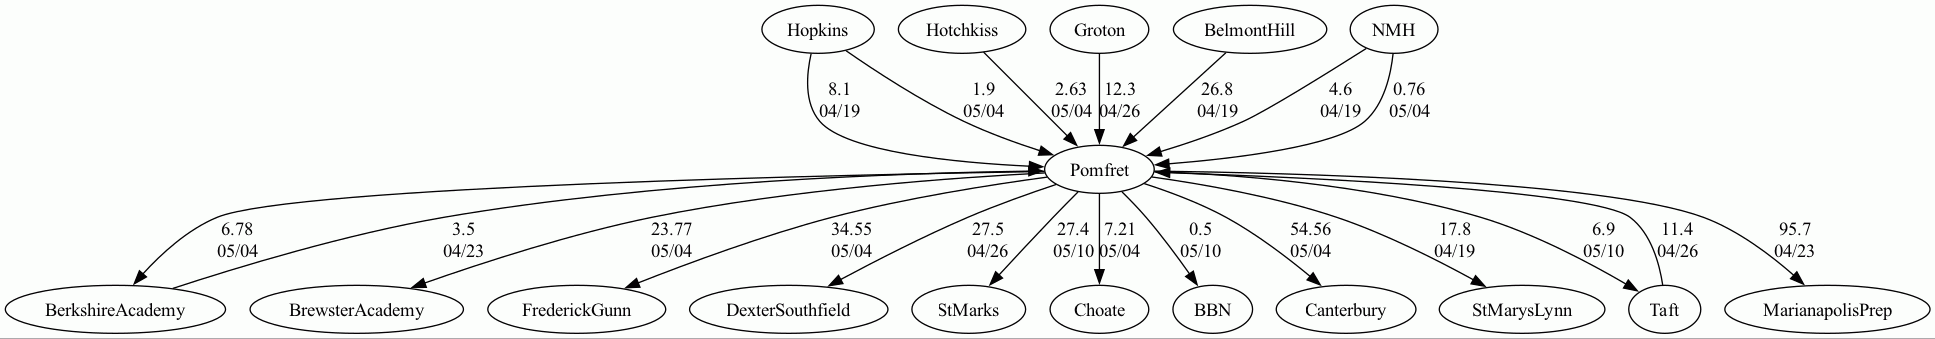 Hopkins
Hotchkiss
Groton
BelmontHill
NMH
8.1
04/19
1.9
05/04
2.63
05/04
12.3
04/26
26.8
04/19
4.6
04/19
0.76
05/04
Pomfret
6.78
05/04
3.5
04/23
23.77
05/04
34.55
05/04
27.5
04/26
27.4
05/10
7.21
05/04
0.5
05/10
54.56
05/04
17.8
04/19
6.9
05/10
11.4
04/26
95.7
04/23
BerkshireAcademy
BrewsterAcademy
FrederickGunn
DexterSouthfield
StMarks
Choate
BBN
Canterbury
StMarysLynn
Taft
MarianapolisPrep